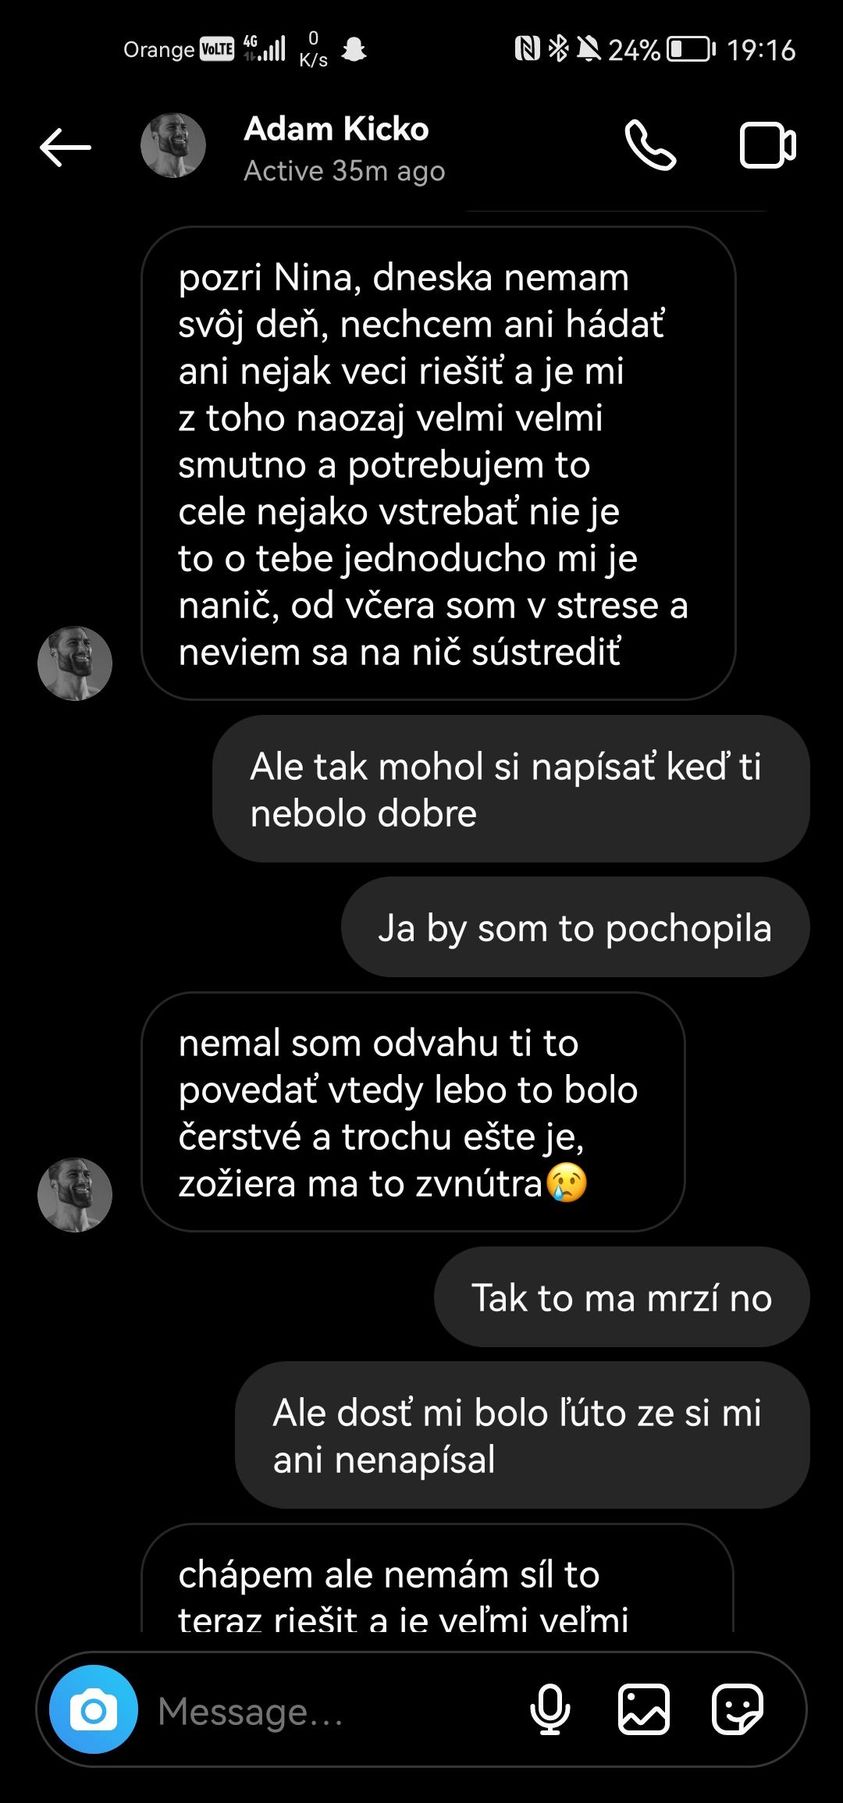 Orange VoLTE 4G 0 K/s 24% 19:16
Adam Kicko
Active 35m ago
pozri Nina, dneska nemam
svôj deň, nechcem ani hádať
ani nejak veci riešiť a je mi
z toho naozaj velmi velmi
smutno a potrebujem to
cele nejako vstrebať nie je
to o tebe jednoducho mi je
nanič, od včera som v strese a
neviem sa na nič sústrediť
Ale tak mohol si napísať keď ti
nebolo dobre
Ja by som to pochopila
nemal som odvahu ti to
povedať vtedy lebo to bolo
čerstvé a trochu ešte je,
zožiera ma to zvnútra😢
Tak to ma mrzí no
Ale dosť mi bolo ľúto ze si mi
ani nenapísal
chápem ale nemám síl to
teraz riešit a je veľmi veľmi
Message...